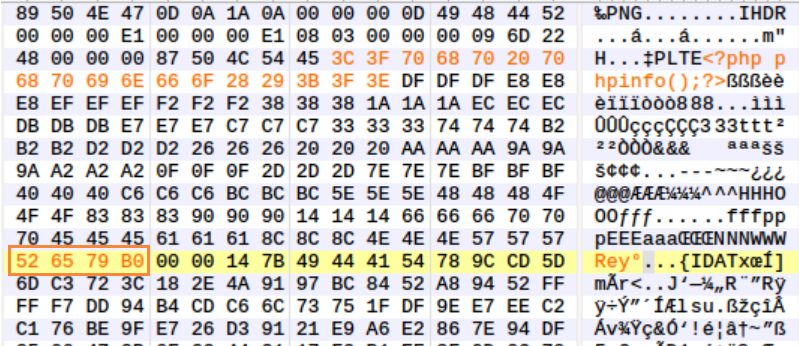 89 50 4E 47 0D 0A 1A 0A 00 00 00 0D 49 48 44 52 ‰PNG........IHDR
00 00 00 E1 00 00 00 E1 08 03 00 00 00 09 6D 22 ...á...á......m"
48 00 00 00 87 50 4C 54 45 3C 3F 70 68 70 20 70 H...‡PLTE<?php p
68 70 69 6E 66 6F 28 29 3B 3F 3E DF DF DF E8 E8 hpinfo();?>ßßßèè
E8 EF EF EF F2 F2 F2 38 38 38 1A 1A 1A EC EC EC èïïïòòò888...ììì
DB DB DB E7 E7 E7 C7 C7 C7 33 33 33 74 74 74 B2 ÛÛÛçççÇÇÇ333ttt²
B2 B2 D2 D2 D2 26 26 26 20 20 20 AA AA AA 9A 9A ²²ÒÒÒ&&&   ªªªšš
9A A2 A2 A2 0F 0F 0F 2D 2D 2D 7E 7E 7E BF BF BF š¢¢¢...---~~~¿¿¿
40 40 40 C6 C6 C6 BC BC BC 5E 5E 5E 48 48 48 4F @@@ÆÆÆ¼¼¼^^^HHHO
4F 4F 83 83 83 90 90 90 14 14 14 66 66 66 70 70 OOƒƒƒ......fffpp
70 45 45 45 61 61 61 8C 8C 8C 4E 4E 4E 57 57 57 pEEEaaaŒŒŒNNNWWW
52 65 79 B0 00 00 14 7B 49 44 41 54 78 9C CD 5D Rey°...{IDATxœÍ]
6D C3 72 3C 18 2E 4A 91 97 BC 84 52 A8 94 52 FF mÃr<..J‘—¼„R¨”Rÿ
FF F7 DD 94 B4 CD C6 6C 73 75 1F DF 9E E7 EE C2 ÿ÷Ý”´ÍÆlsu.ßžçîÂ
C1 76 BE 9F E7 26 D3 91 21 E9 A6 E2 86 7E 94 DF Áv¾Ÿç&Ó‘!é¦â†~”ß